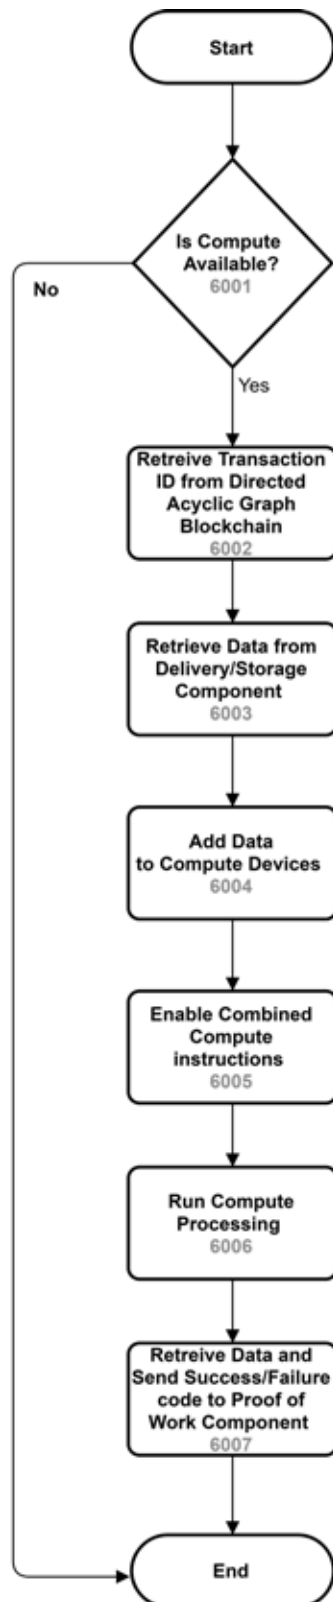 Start
Is Compute
Available?
6001
No
Yes
Retreive Transaction
ID from Directed
Acyclic Graph
Blockchain
6002
Retrieve Data from
Delivery/Storage
Component
6003
Add Data
to Compute Devices
6004
Enable Combined
Compute
instructions
6005
Run Compute
Processing
6006
Retreive Data and
Send Success/Failure
code to Proof of
Work Component
6007
End